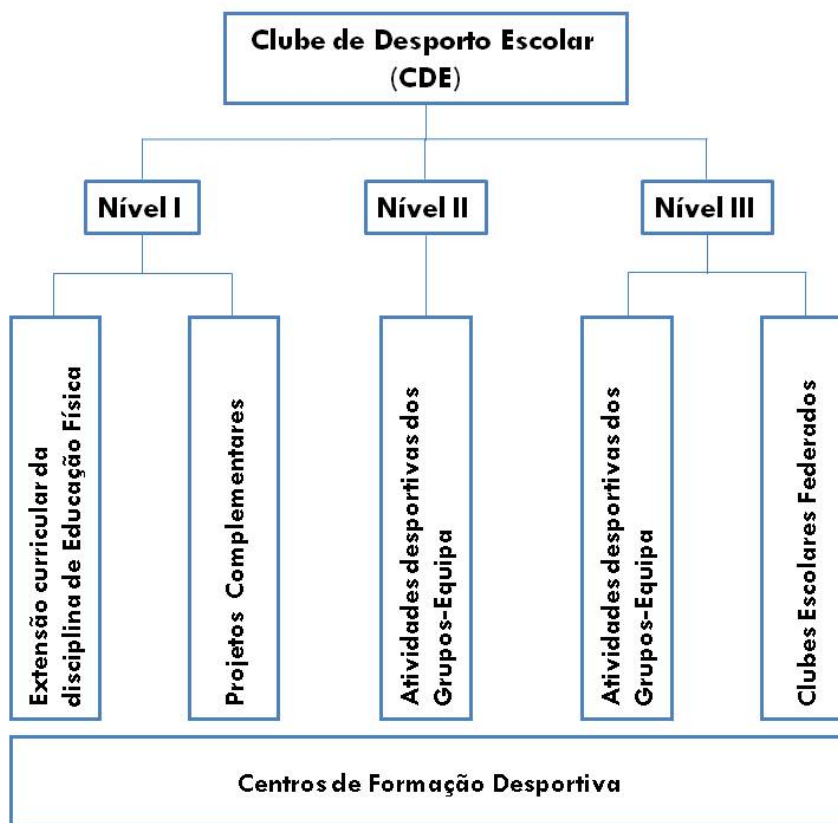 Clube de Desporto Escolar
(CDE)
Nível I
Nível II
Nível III
Extensão curricular da
disciplina de Educação Física
Projetos Complementares
Atividades desportivas dos
Grupos-Equipa
Atividades desportivas dos
Grupos-Equipa
Clubes Escolares Federados
Centros de Formação Desportiva